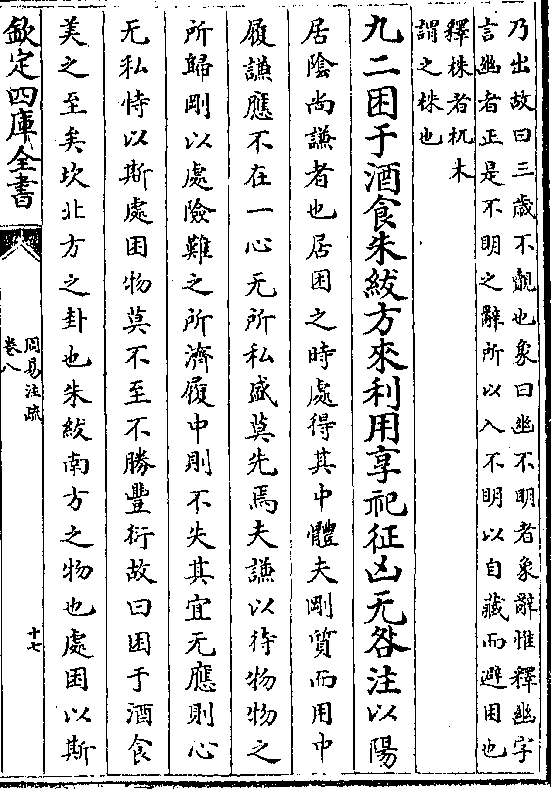 乃出故曰三歲不覿也象曰幽不明者象辭惟釋幽字
言幽者正是不明之辭所以入不明以自藏而避困也
釋株者杌木
謂之株也
九二困于酒食朱紱方來利用享祀征凶无咎注以陽
居陰尚謙者也居困之時處得其中體夫剛質而用中
履謙應不在一心无所私盛莫先焉夫謙以待物物之
所歸剛以處險難之所濟履中則不失其宜无應則心
无私恃以斯處困物莫不至不勝豐衍故曰困于酒食
美之至矣坎北方之卦也朱紱南方之物也處困以斯
欽定四庫全書
周易注疏
卷八
十七